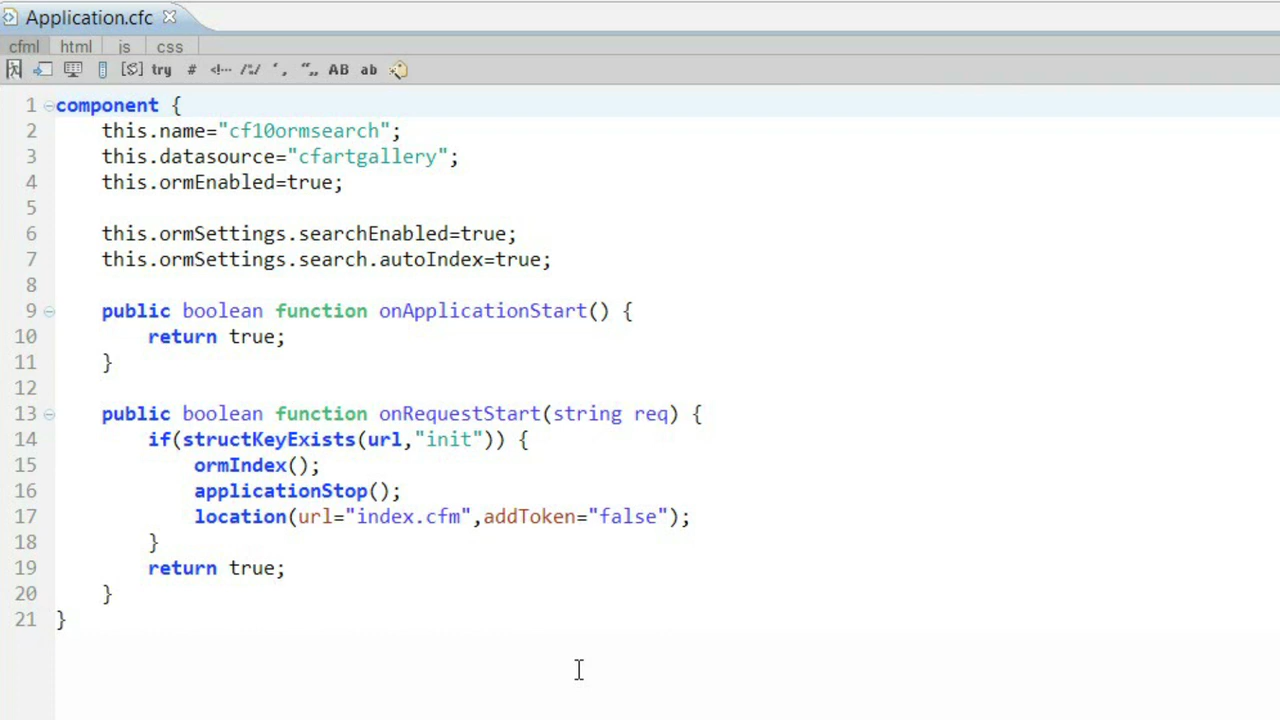 Application.cfc
cfml html js css
try # <!-- /*/ ‘, “„ AB ab
1 component {
2 this.name="cf10ormsearch";
3 this.datasource="cfartgallery";
4 this.ormEnabled=true;
5
6 this.ormSettings.searchEnabled=true;
7 this.ormSettings.search.autoIndex=true;
8
9 public boolean function onApplicationStart() {
10 return true;
11 }
12
13 public boolean function onRequestStart(string req) {
14 if(structKeyExists(url,"init")) {
15 ormIndex();
16 applicationStop();
17 location(url="index.cfm",addToken="false");
18 }
19 return true;
20 }
21 }